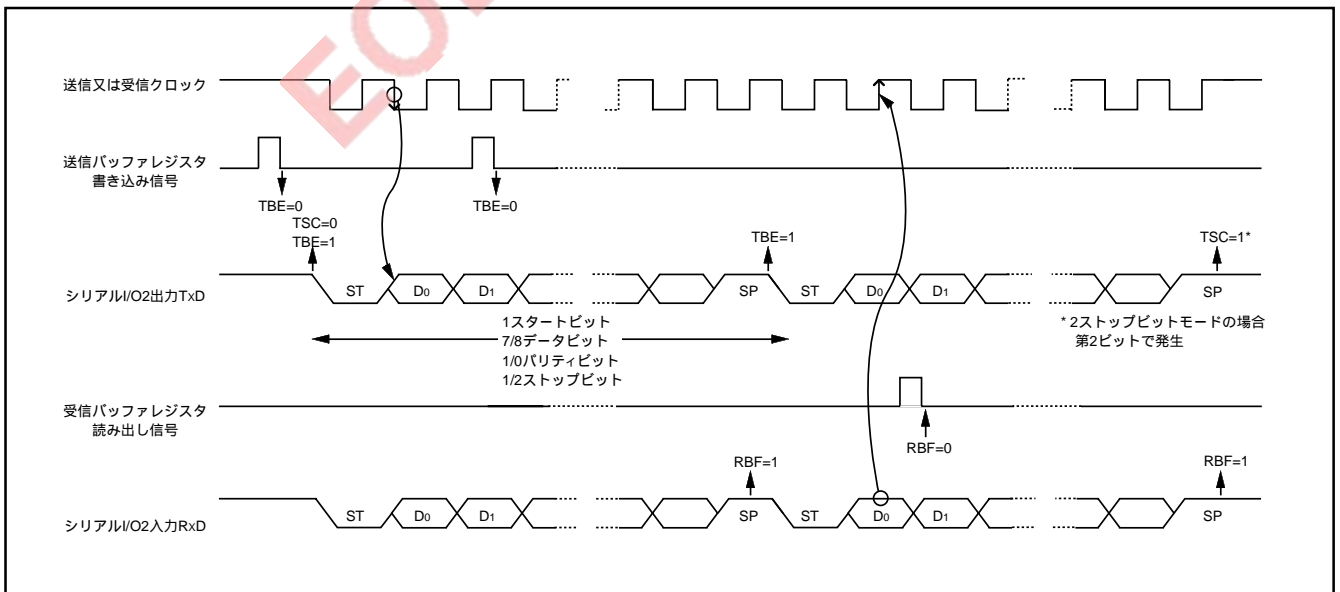 EOL
送信又は受信クロック
送信バッファレジスタ
書き込み信号
TBE=0
TSC=0
TBE=1
TBE=0
TBE=1
TSC=1*
シリアルI/O2出力TxD
ST
D0
D1
SP
ST
D0
D1
SP
1スタートビット
7/8データビット
1/0パリティビット
1/2ストップビット
* 2ストップビットモードの場合
第2ビットで発生
受信バッファレジスタ
読み出し信号
RBF=0
RBF=1
RBF=1
シリアルI/O2入力RxD
ST
D0
D1
SP
ST
D0
D1
SP